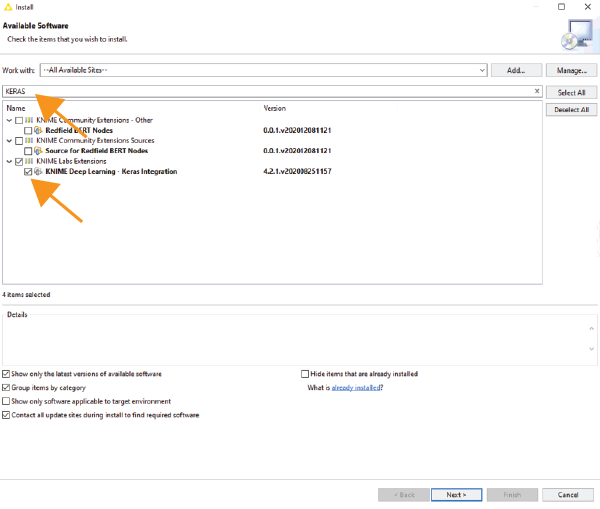 Install
Available Software
Check the items that you wish to install.
Work with: --All Available Sites--
Add...
Manage...
KERAS
Select All
Deselect All
Name Version
KNIME Community Extensions - Other
Redfield BERT Nodes 0.0.1.v202012081121
KNIME Community Extensions Sources
Source for Redfield BERT Nodes 0.0.1.v202012081121
KNIME Labs Extensions
KNIME Deep Learning - Keras Integration 4.2.1.v202008251157
4 items selected
Details
Show only the latest versions of available software
Hide items that are already installed
Group items by category
What is already installed?
Show only software applicable to target environment
Contact all update sites during install to find required software
< Back
Next >
Finish
Cancel